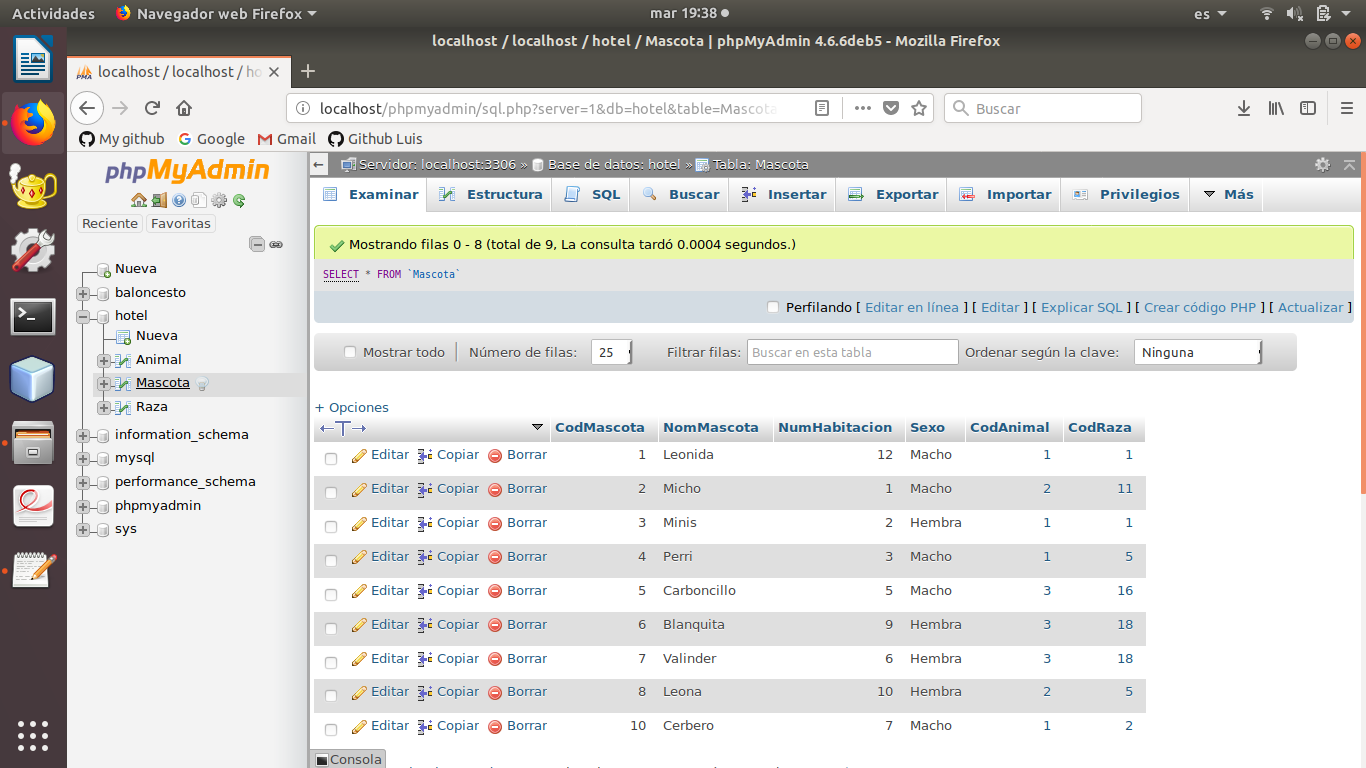 Actividades Navegador web Firefox mar 19:38 es
localhost / localhost / hotel / Mascota | phpMyAdmin 4.6.6deb5 - Mozilla Firefox
PMA localhost / localhost / ho
localhost/phpmyadmin/sql.php?server=1&db=hotel&table=Mascota Buscar
My github Google Gmail Github Luis
phpMyAdmin
Reciente Favoritas
Nueva
baloncesto
hotel
Nueva
Animal
Mascota
Raza
information_schema
mysql
performance_schema
phpmyadmin
sys
Servidor: localhost:3306 » Base de datos: hotel » Tabla: Mascota
Examinar Estructura SQL Buscar Insertar Exportar Importar Privilegios Más
Mostrando filas 0 - 8 (total de 9, La consulta tardó 0.0004 segundos.)
SELECT * FROM `Mascota`
Perfilando [ Editar en línea ] [ Editar ] [ Explicar SQL ] [ Crear código PHP ] [ Actualizar ]
Mostrar todo Número de filas: 25 Filtrar filas: Buscar en esta tabla Ordenar según la clave: Ninguna
+ Opciones
←T→ CodMascota NomMascota NumHabitacion Sexo CodAnimal CodRaza
Editar Copiar Borrar 1 Leonida 12 Macho 1 1
Editar Copiar Borrar 2 Micho 1 Macho 2 11
Editar Copiar Borrar 3 Minis 2 Hembra 1 1
Editar Copiar Borrar 4 Perri 3 Macho 1 5
Editar Copiar Borrar 5 Carboncillo 5 Macho 3 16
Editar Copiar Borrar 6 Blanquita 9 Hembra 3 18
Editar Copiar Borrar 7 Valinder 6 Hembra 3 18
Editar Copiar Borrar 8 Leona 10 Hembra 2 5
Editar Copiar Borrar 10 Cerbero 7 Macho 1 2
Consola